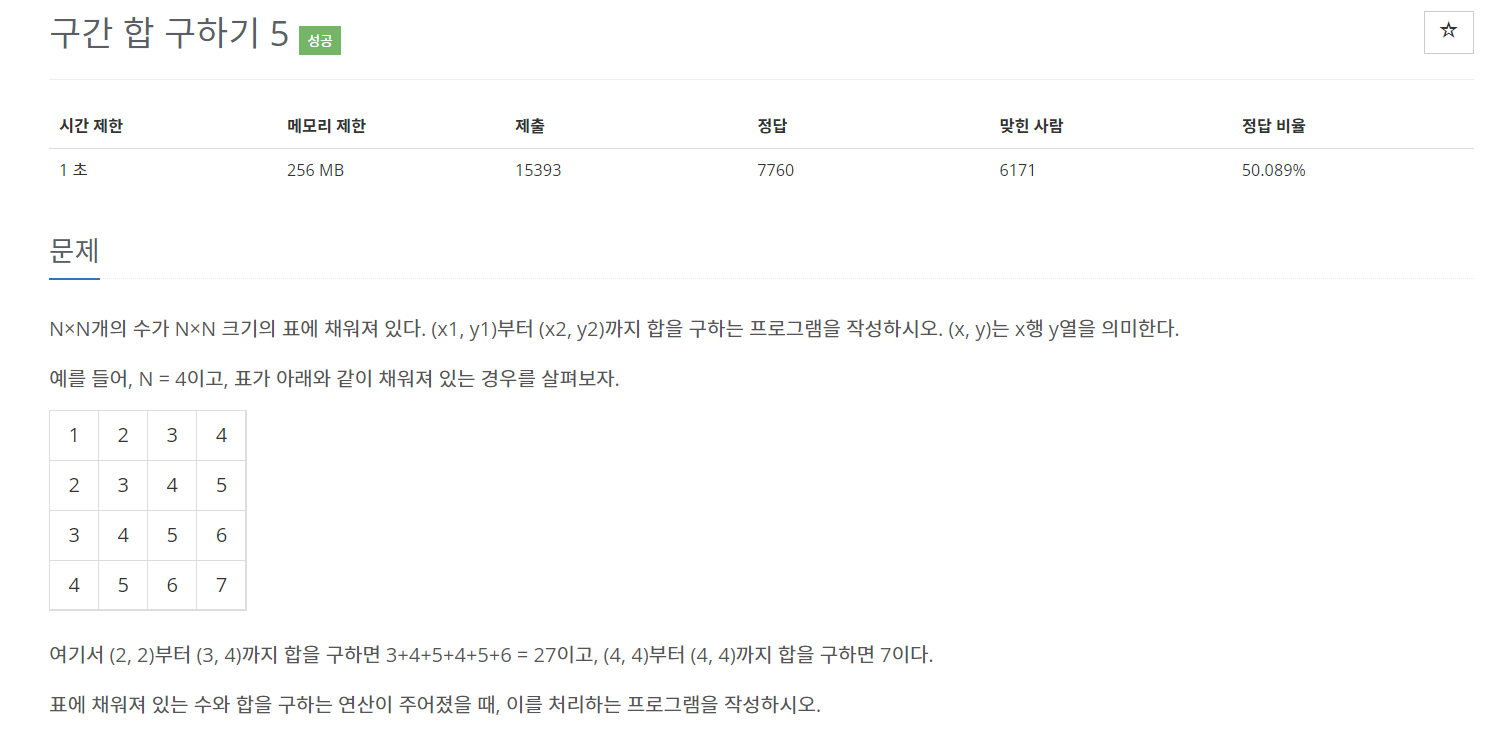 구간 합 구하기 5 성공
☆
시간 제한 메모리 제한 제출 정답 맞힌 사람 정답 비율
1 초 256 MB 15393 7760 6171 50.089%
문제
N×N개의 수가 N×N 크기의 표에 채워져 있다. (x1, y1)부터 (x2, y2)까지 합을 구하는 프로그램을 작성하시오. (x, y)는 x행 y열을 의미한다.
예를 들어, N = 4이고, 표가 아래와 같이 채워져 있는 경우를 살펴보자.
1 2 3 4
2 3 4 5
3 4 5 6
4 5 6 7
여기서 (2, 2)부터 (3, 4)까지 합을 구하면 3+4+5+4+5+6 = 27이고, (4, 4)부터 (4, 4)까지 합을 구하면 7이다.
표에 채워져 있는 수와 합을 구하는 연산이 주어졌을 때, 이를 처리하는 프로그램을 작성하시오.